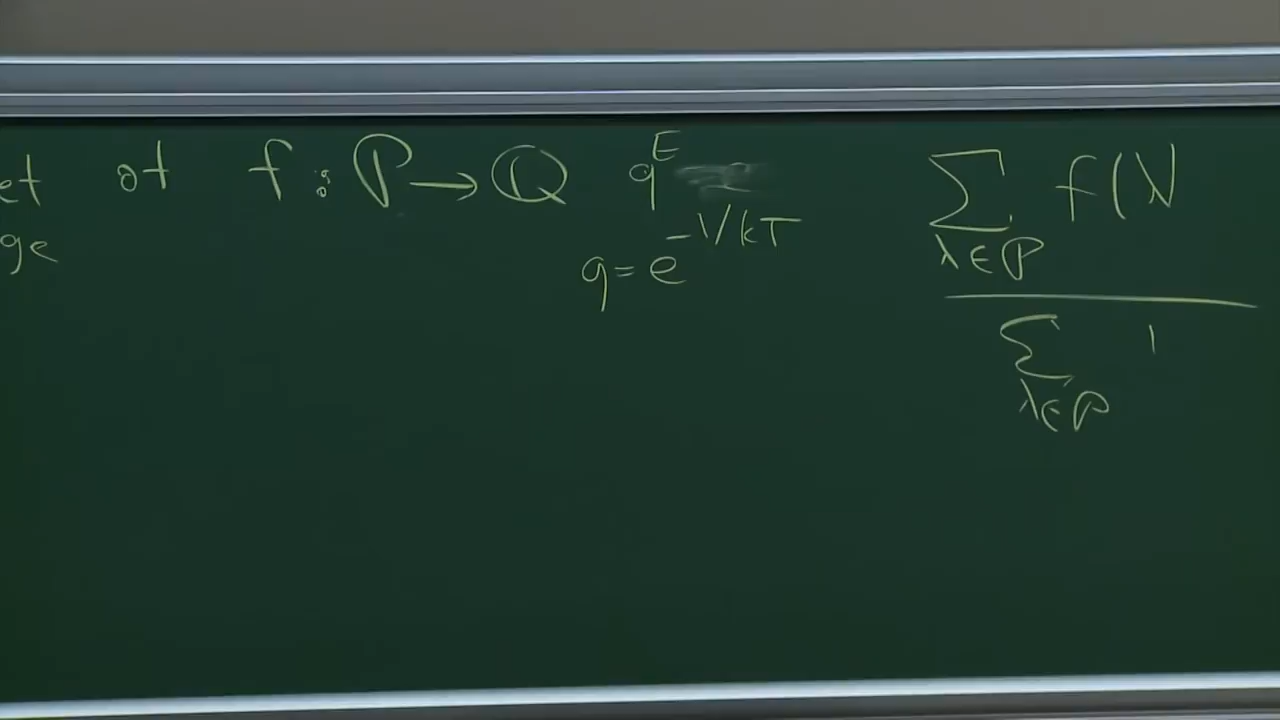 et of f : P → Q q^E
ge
q = e^{-1/kT}
∑_{λ∈P} f(λ
∑_{λ∈P} 1